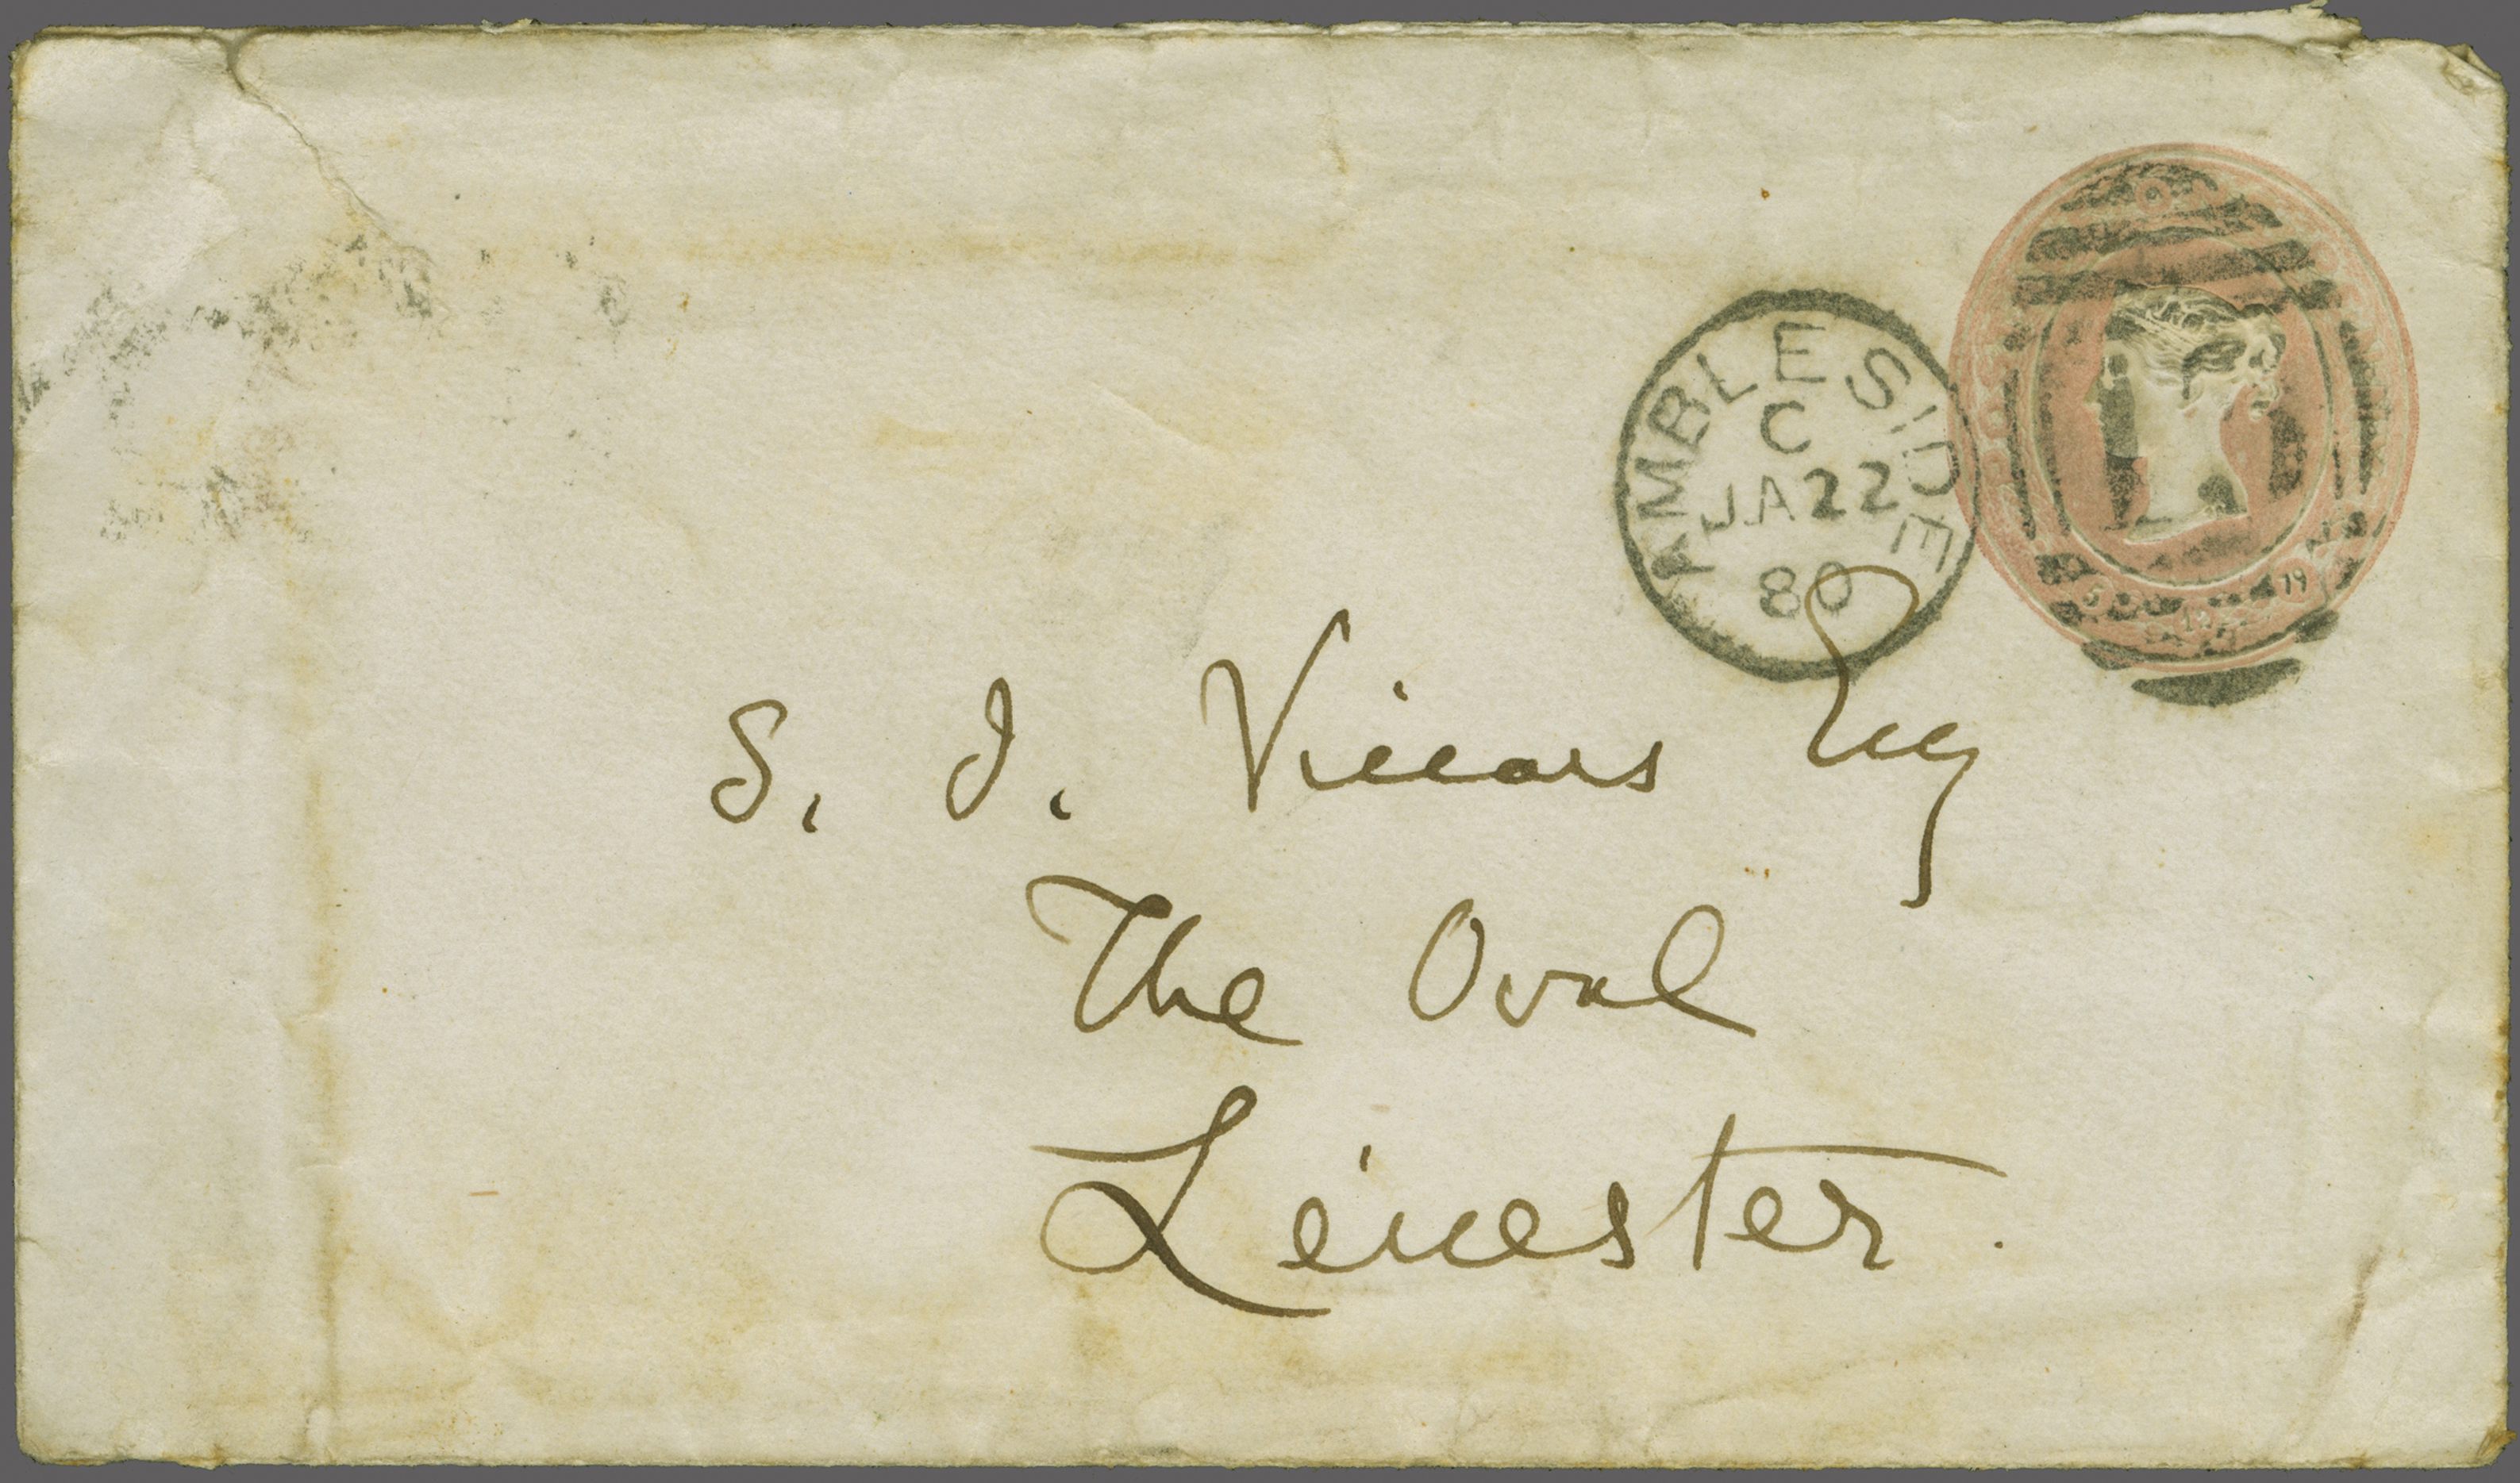 AMBLESIDE
C
JA 22
80
S. J. Viccars Esq
The Oval
Leicester.